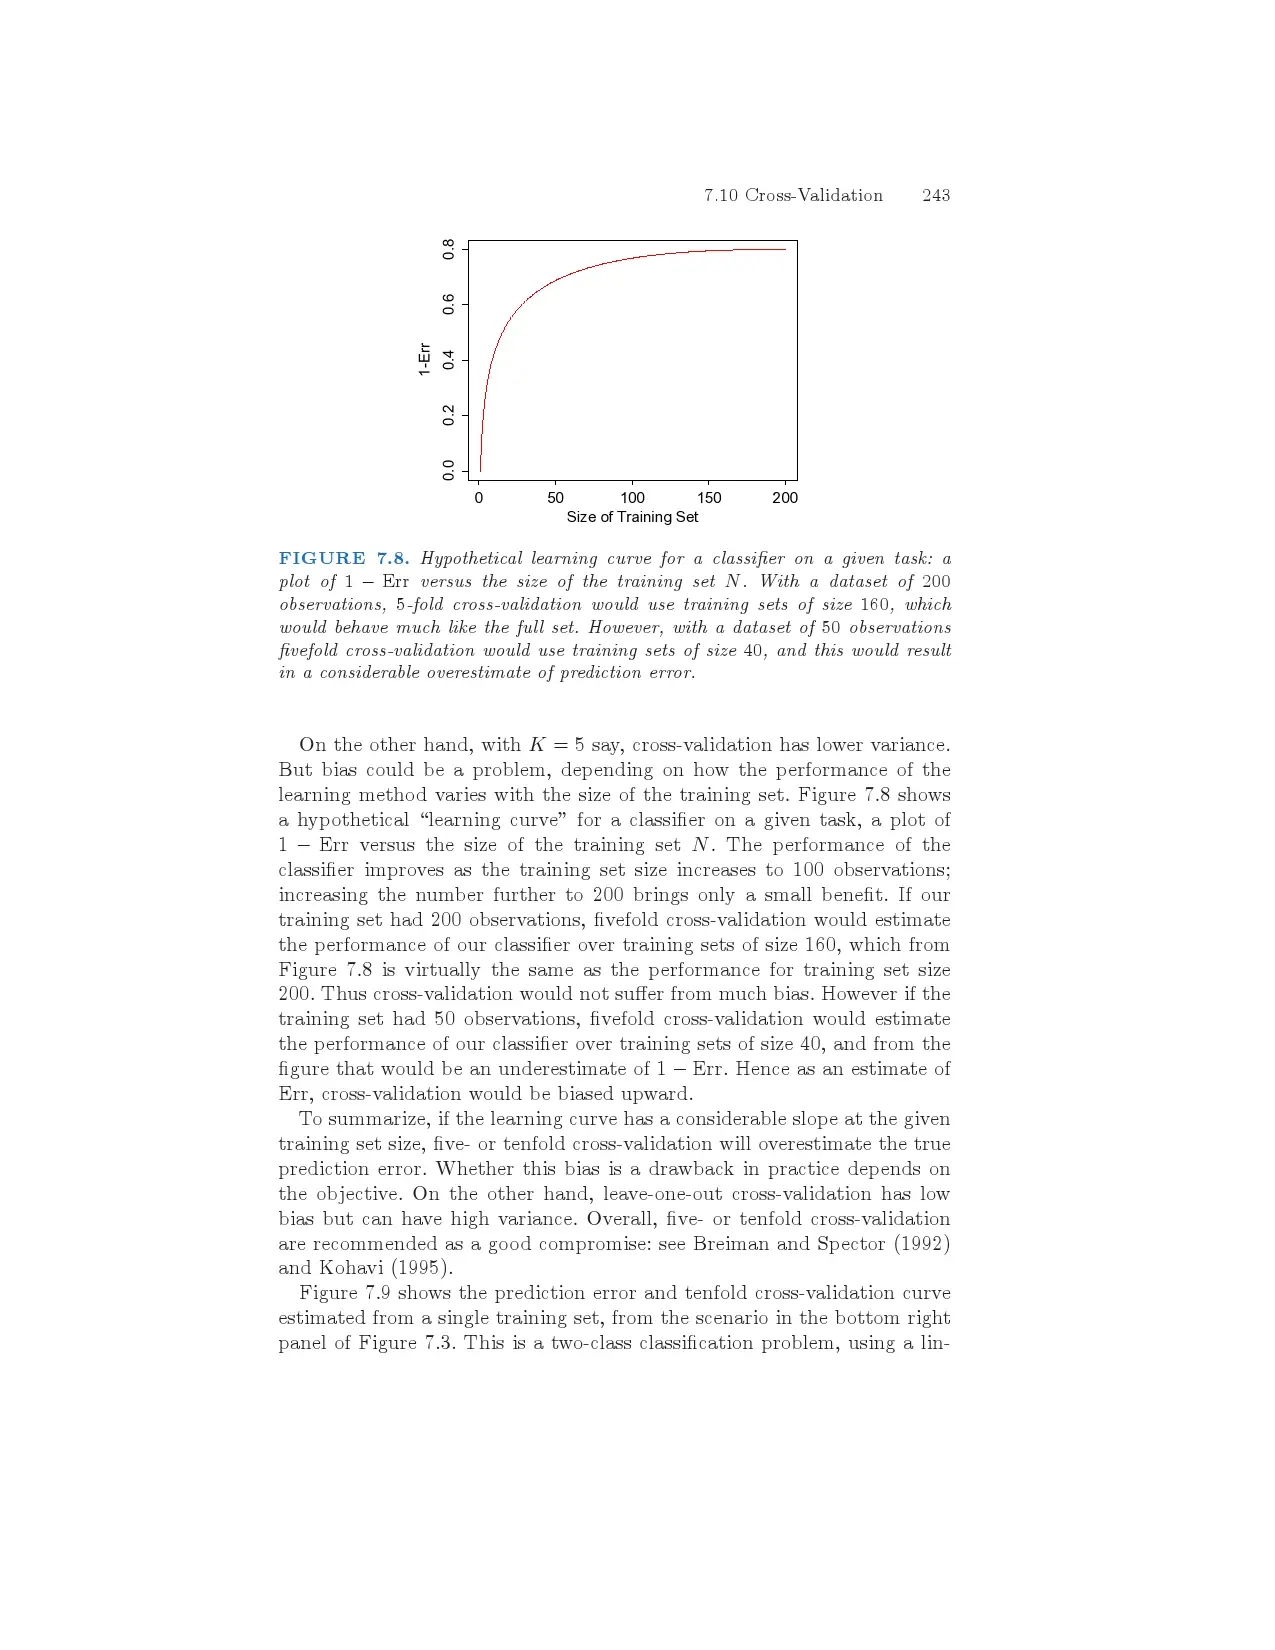 7.10 Cross-Validation 243
0.8
0.6
0.4
0.2
0.0
1-Err
0 50 100 150 200
Size of Training Set
FIGURE 7.8. Hypothetical learning curve for a classifier on a given task: a
plot of 1 − Err versus the size of the training set N. With a dataset of 200
observations, 5-fold cross-validation would use training sets of size 160, which
would behave much like the full set. However, with a dataset of 50 observations
fivefold cross-validation would use training sets of size 40, and this would result
in a considerable overestimate of prediction error.
On the other hand, with K = 5 say, cross-validation has lower variance.
But bias could be a problem, depending on how the performance of the
learning method varies with the size of the training set. Figure 7.8 shows
a hypothetical “learning curve” for a classifier on a given task, a plot of
1 − Err versus the size of the training set N. The performance of the
classifier improves as the training set size increases to 100 observations;
increasing the number further to 200 brings only a small benefit. If our
training set had 200 observations, fivefold cross-validation would estimate
the performance of our classifier over training sets of size 160, which from
Figure 7.8 is virtually the same as the performance for training set size
200. Thus cross-validation would not suffer from much bias. However if the
training set had 50 observations, fivefold cross-validation would estimate
the performance of our classifier over training sets of size 40, and from the
figure that would be an underestimate of 1 − Err. Hence as an estimate of
Err, cross-validation would be biased upward.
To summarize, if the learning curve has a considerable slope at the given
training set size, five- or tenfold cross-validation will overestimate the true
prediction error. Whether this bias is a drawback in practice depends on
the objective. On the other hand, leave-one-out cross-validation has low
bias but can have high variance. Overall, five- or tenfold cross-validation
are recommended as a good compromise: see Breiman and Spector (1992)
and Kohavi (1995).
Figure 7.9 shows the prediction error and tenfold cross-validation curve
estimated from a single training set, from the scenario in the bottom right
panel of Figure 7.3. This is a two-class classification problem, using a lin-